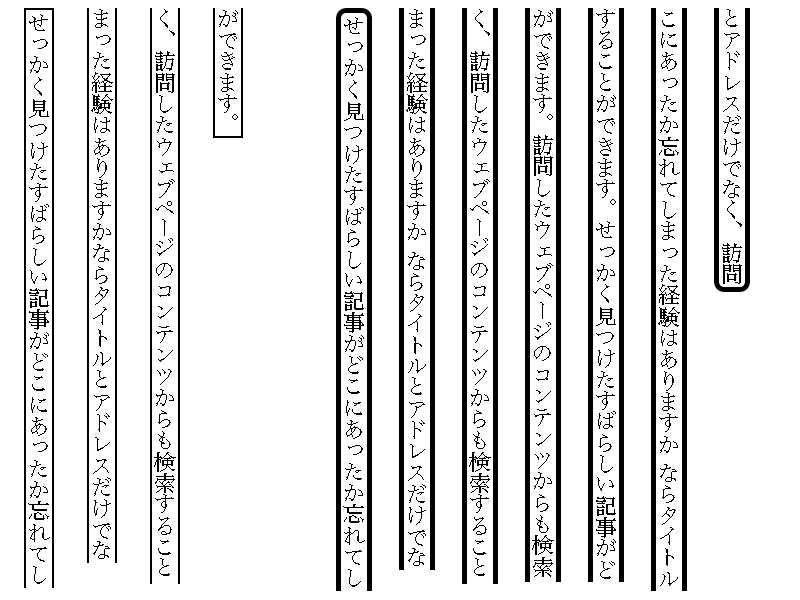 せっかく見つけたすばらしい記事がどこにあったか忘れてし
まった経験はありますかならタイトルとアドレスだけでな
く、訪問したウェブページのコンテンツからも検索すること
ができます。
せっかく見つけたすばらしい記事がどこにあったか忘れてし
まった経験はありますか ならタイトルとアドレスだけでな
く、訪問したウェブページのコンテンツからも検索すること
ができます。 訪問したウェブページのコンテンツからも検索
することができます。 せっかく見つけたすばらしい記事がど
こにあったか忘れてしまった経験はありますか ならタイトル
とアドレスだけでなく、 訪問